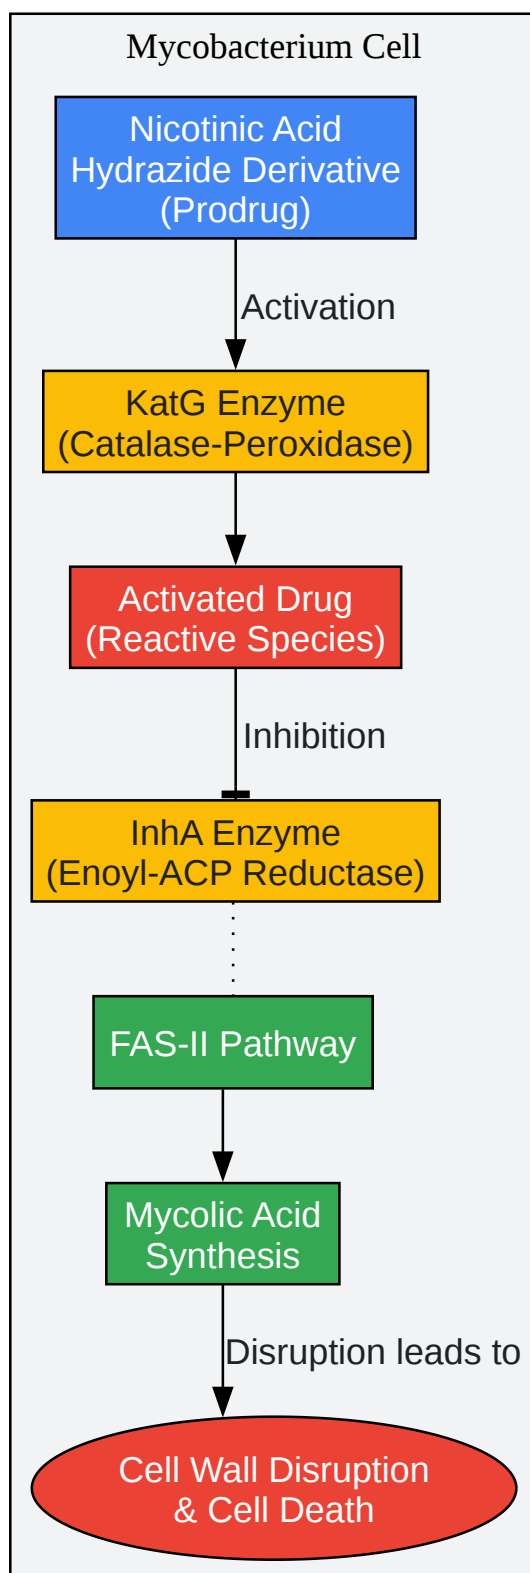 Mycobacterium Cell
Nicotinic Acid
Hydrazide Derivative
(Prodrug)
Activation
KatG Enzyme
(Catalase-Peroxidase)
Activated Drug
(Reactive Species)
Inhibition
InhA Enzyme
(Enoyl-ACP Reductase)
FAS-II Pathway
Mycolic Acid
Synthesis
Disruption leads to
Cell Wall Disruption
& Cell Death